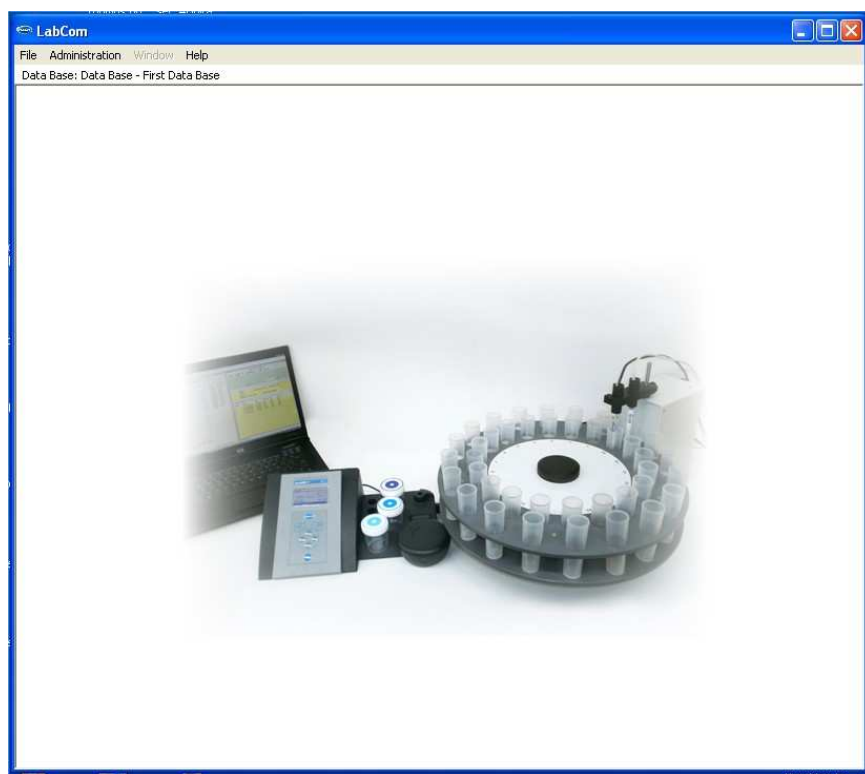 LabCom
File Administration Window Help
Data Base: Data Base - First Data Base